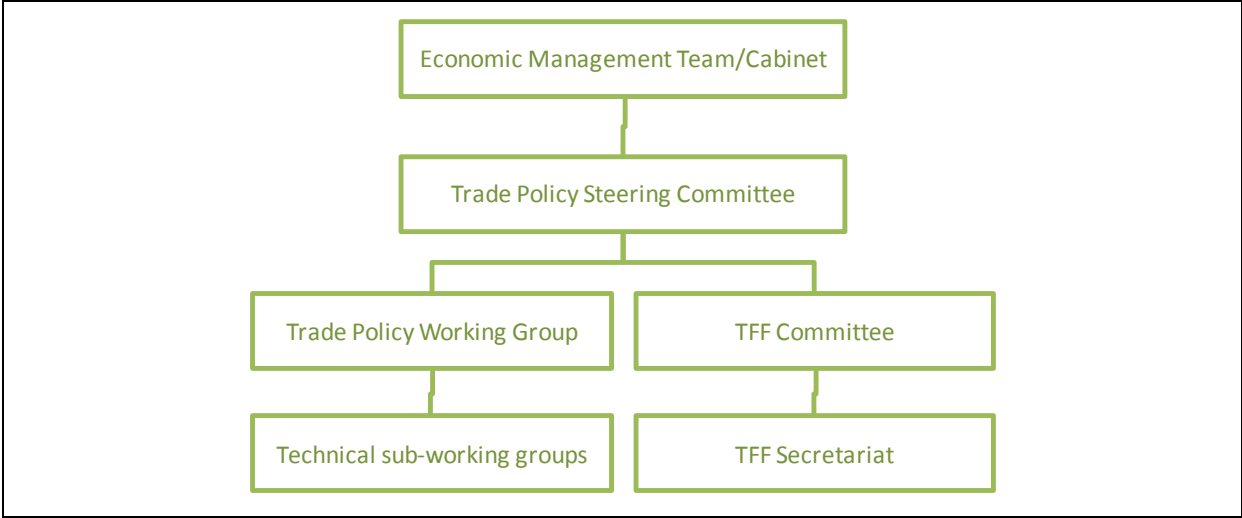 Economic Management Team/Cabinet
Trade Policy Steering Committee
Trade Policy Working Group
TFF Committee
Technical sub-working groups
TFF Secretariat